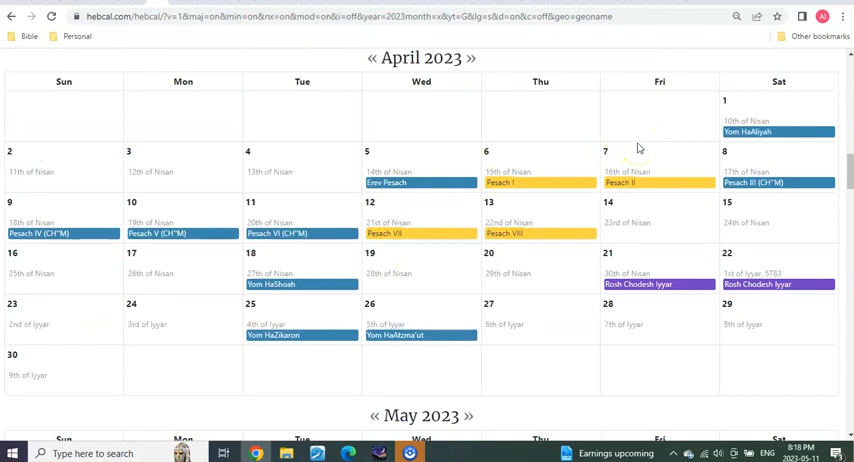 hebcal.com/hebcal/?v=1&maj=on&min=on&nx=on&mod=on&i=off&year=2023month=x&yt=G&lg=s&d=on&c=off&geo=geoname
AI
Bible Personal Other bookmarks
« April 2023 »
Sun Mon Tue Wed Thu Fri Sat
1
10th of Nisan
Yom HaAliyah
2 3 4 5 6 7 8
11th of Nisan 12th of Nisan 13th of Nisan 14th of Nisan 15th of Nisan 16th of Nisan 17th of Nisan
Erev Pesach Pesach I Pesach II Pesach III (CH"M)
9 10 11 12 13 14 15
18th of Nisan 19th of Nisan 20th of Nisan 21st of Nisan 22nd of Nisan 23rd of Nisan 24th of Nisan
Pesach IV (CH"M) Pesach V (CH"M) Pesach VI (CH"M) Pesach VII Pesach VIII
16 17 18 19 20 21 22
25th of Nisan 26th of Nisan 27th of Nisan 28th of Nisan 29th of Nisan 30th of Nisan 1st of Iyyar, 5783
Yom HaShoah Rosh Chodesh Iyyar Rosh Chodesh Iyyar
23 24 25 26 27 28 29
2nd of Iyyar 3rd of Iyyar 4th of Iyyar 5th of Iyyar 6th of Iyyar 7th of Iyyar 8th of Iyyar
Yom HaZikaron Yom HaAtzma'ut
30
9th of Iyyar
« May 2023 »
Sun Mon Tue Wed Thu Fri Sat
Type here to search Earnings upcoming ENG 8:18 PM
2023-05-11 3